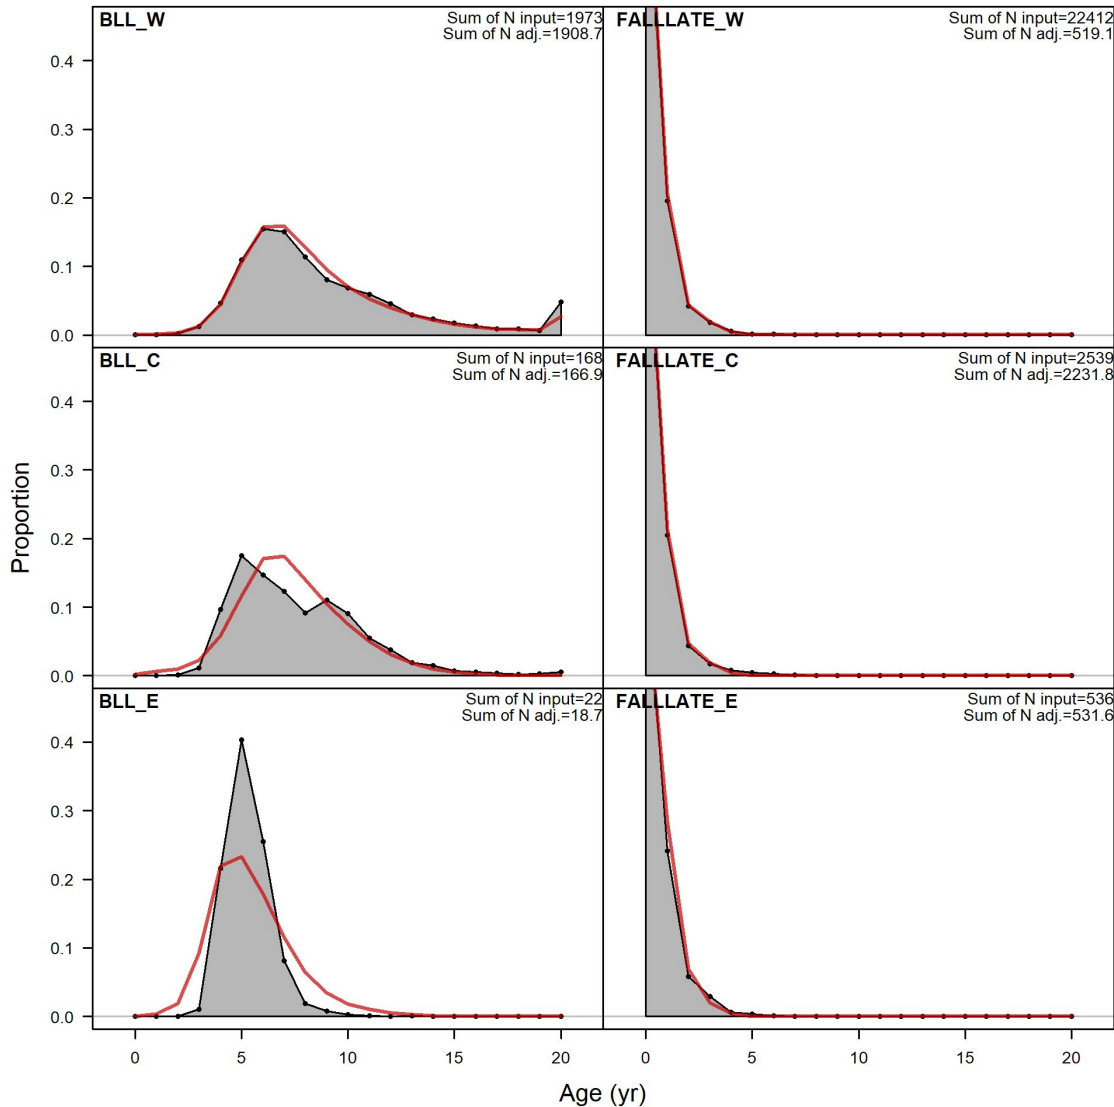 BLL_W
Sum of N input=1973
Sum of N adj.=1908.7
FALLLATE_W
Sum of N input=22412
Sum of N adj.=519.1
0.4
0.3
0.2
0.1
0.0
BLL_C
Sum of N input=168
Sum of N adj.=166.9
FALLLATE_C
Sum of N input=2539
Sum of N adj.=2231.8
0.4
0.3
0.2
0.1
0.0
Proportion
BLL_E
Sum of N input=22
Sum of N adj.=18.7
FALLLATE_E
Sum of N input=536
Sum of N adj.=531.6
0.4
0.3
0.2
0.1
0.0
0 5 10 15 20 0 5 10 15 20
Age (yr)